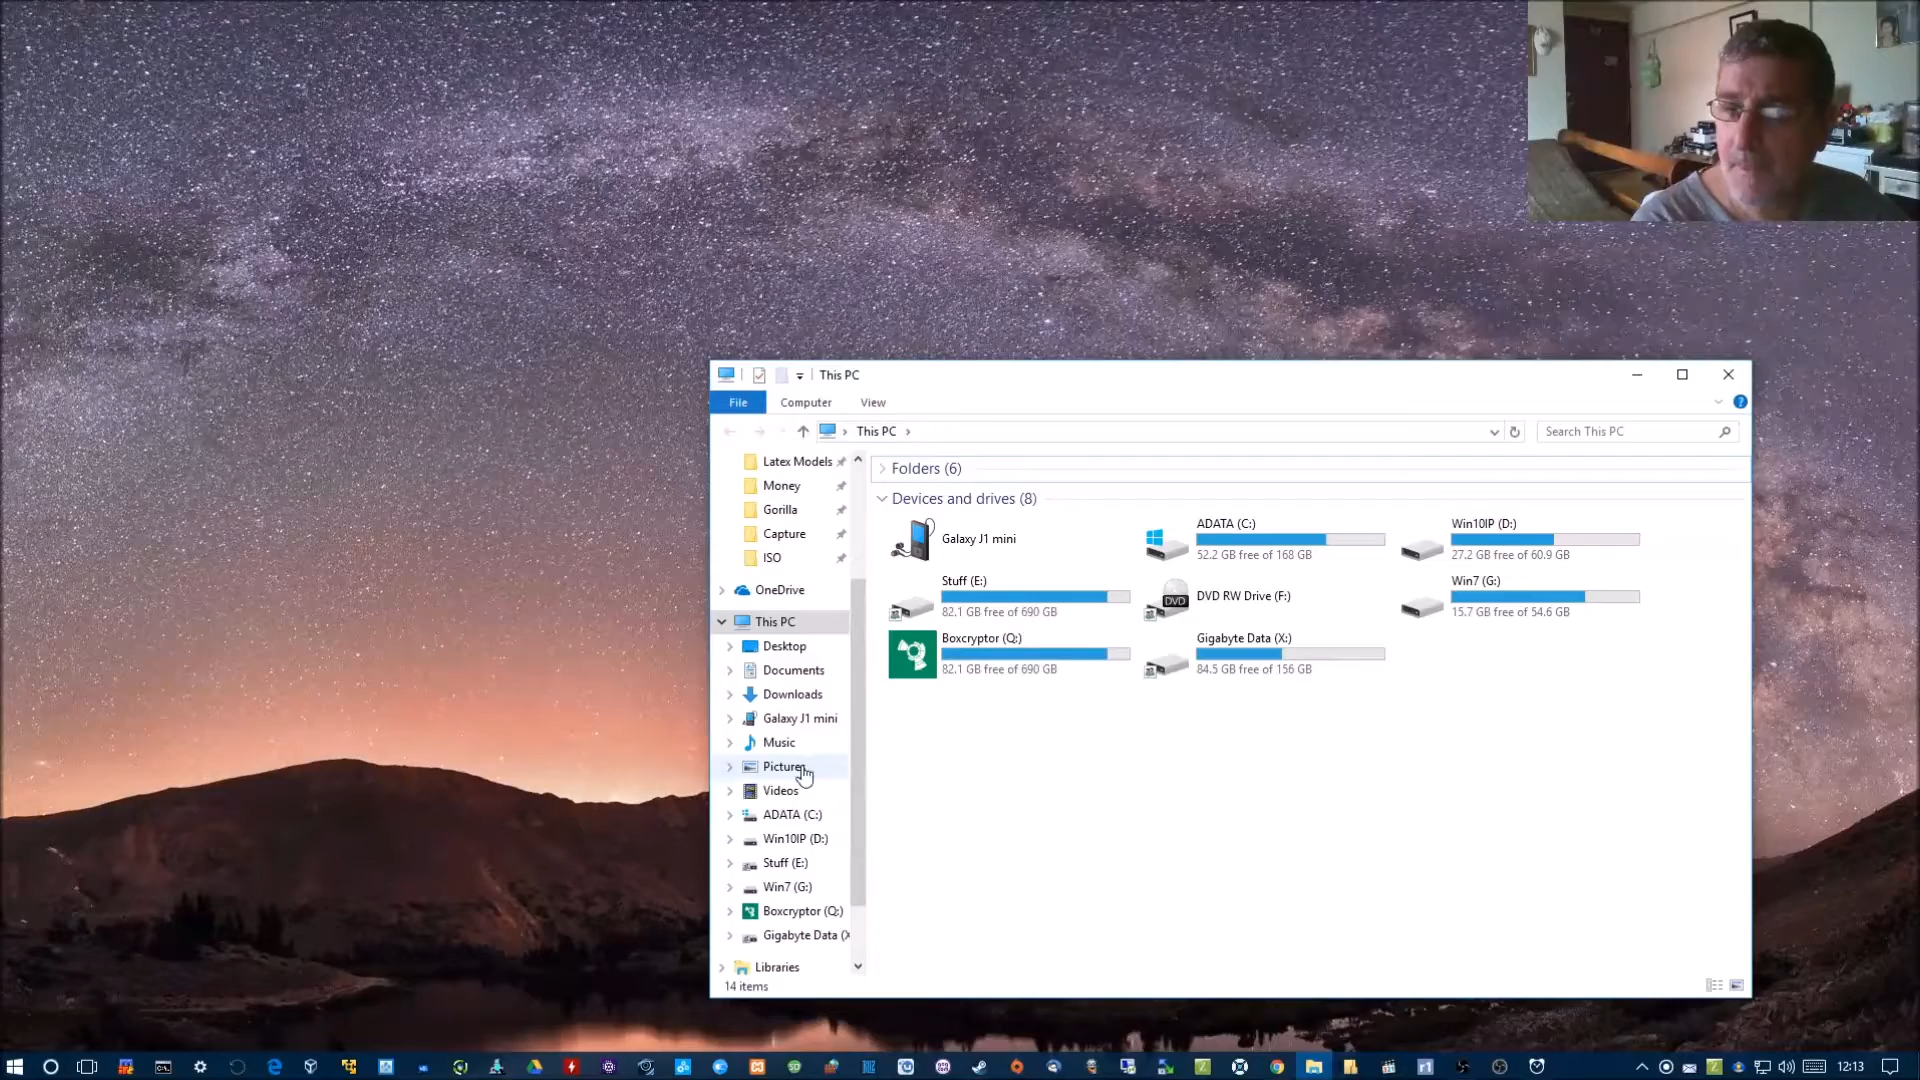 This PC
File
Computer
View
This PC
Search This PC
Latex Models
Money
Gorilla
Capture
ISO
OneDrive
This PC
Desktop
Documents
Downloads
Galaxy J1 mini
Music
Pictures
Videos
ADATA (C:)
Win10IP (D:)
Stuff (E:)
Win7 (G:)
Boxcryptor (Q:)
Gigabyte Data (X
Libraries
14 items
Folders (6)
Devices and drives (8)
Galaxy J1 mini
ADATA (C:)
52.2 GB free of 168 GB
Win10IP (D:)
27.2 GB free of 60.9 GB
Stuff (E:)
82.1 GB free of 690 GB
DVD
DVD RW Drive (F:)
Win7 (G:)
15.7 GB free of 54.6 GB
Boxcryptor (Q:)
82.1 GB free of 690 GB
Gigabyte Data (X:)
84.5 GB free of 156 GB
12:13